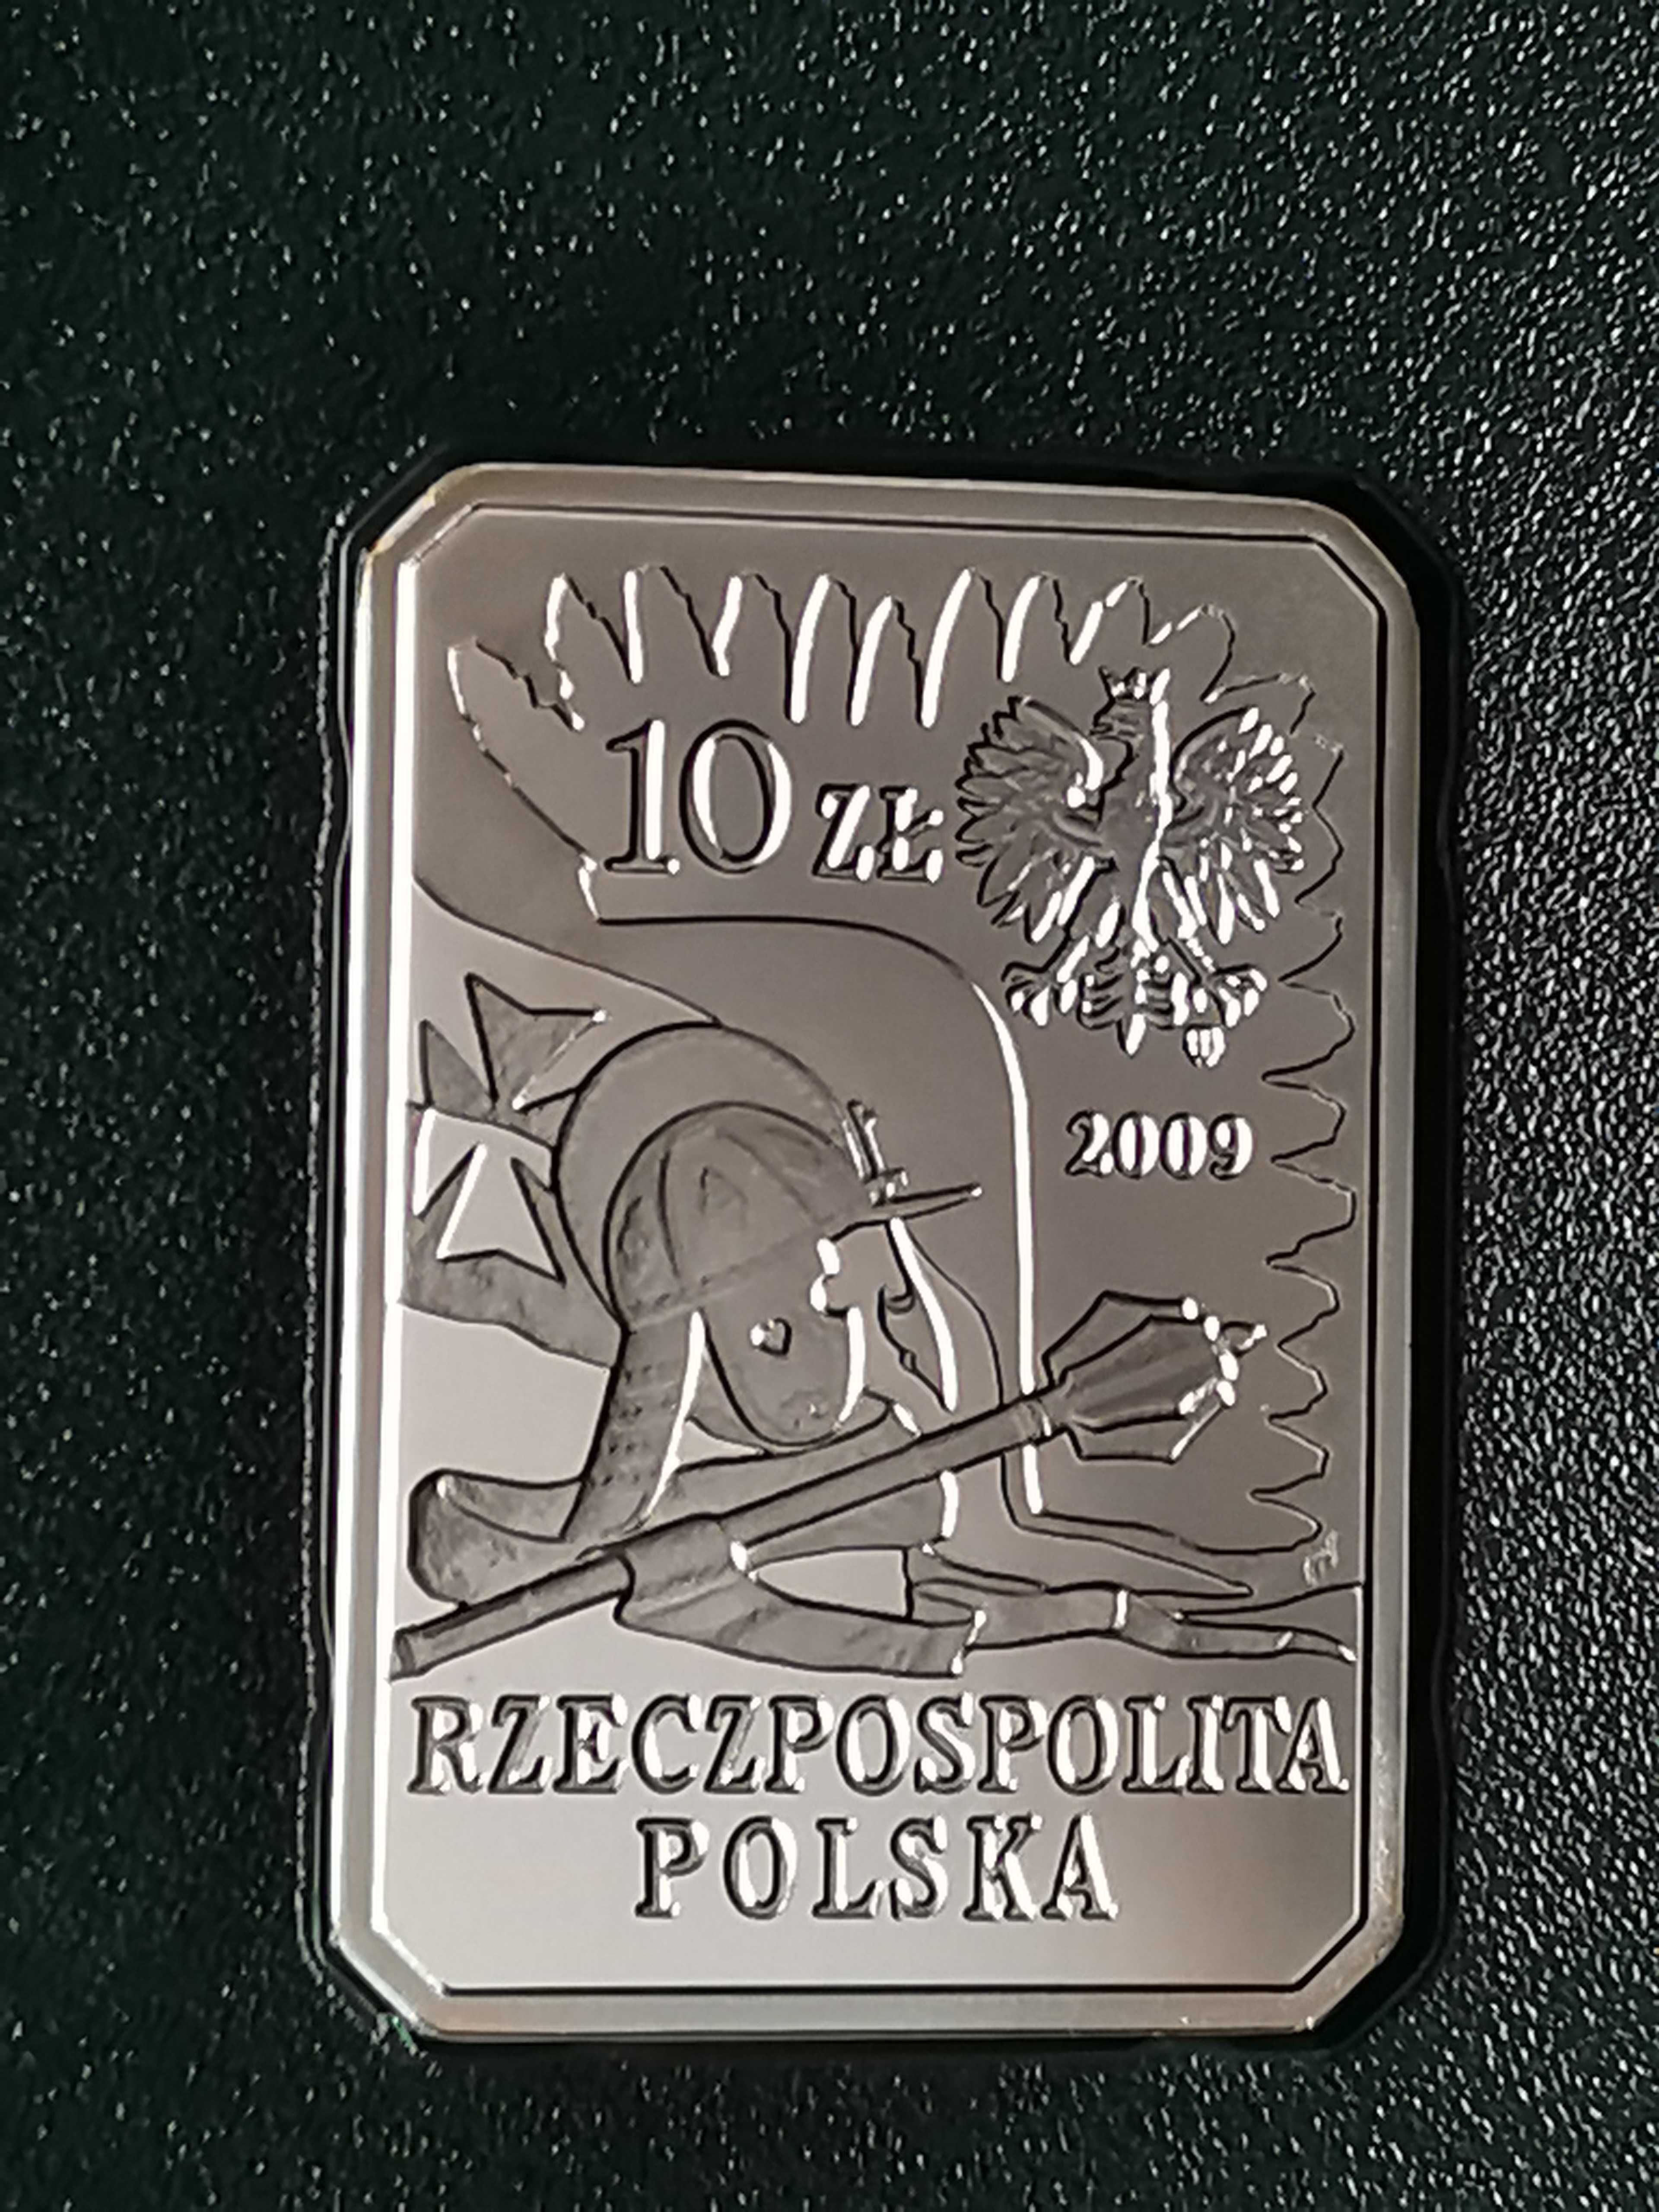 10 ZŁ
2009
RZECZPOSPOLITA
POLSKA